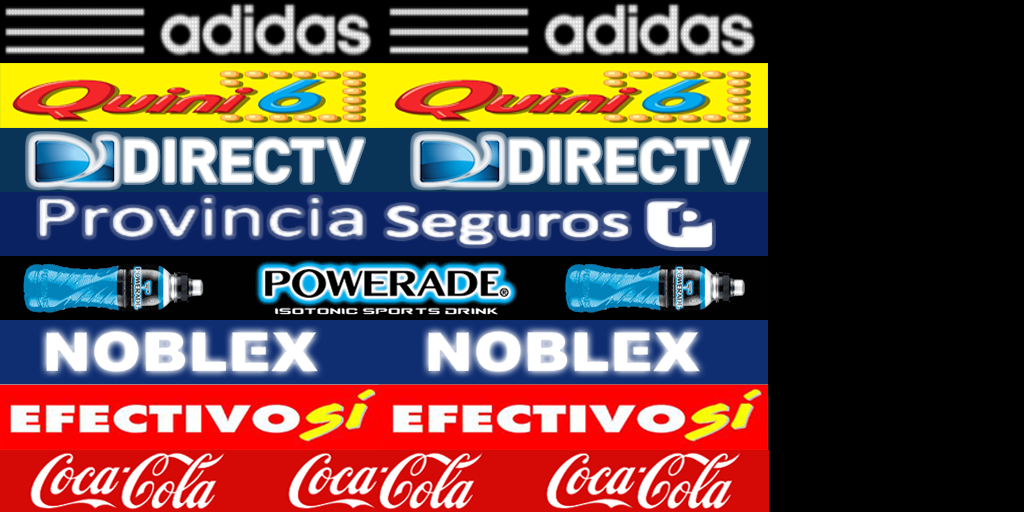 adidas adidas
Quini 6 Quini 6
DIRECTV DIRECTV
Provincia Seguros
POWERADE®
ISOTONIC SPORTS DRINK
NOBLEX NOBLEX
EFECTIVO SÍ EFECTIVO SÍ
Coca-Cola Coca-Cola Coca-Cola